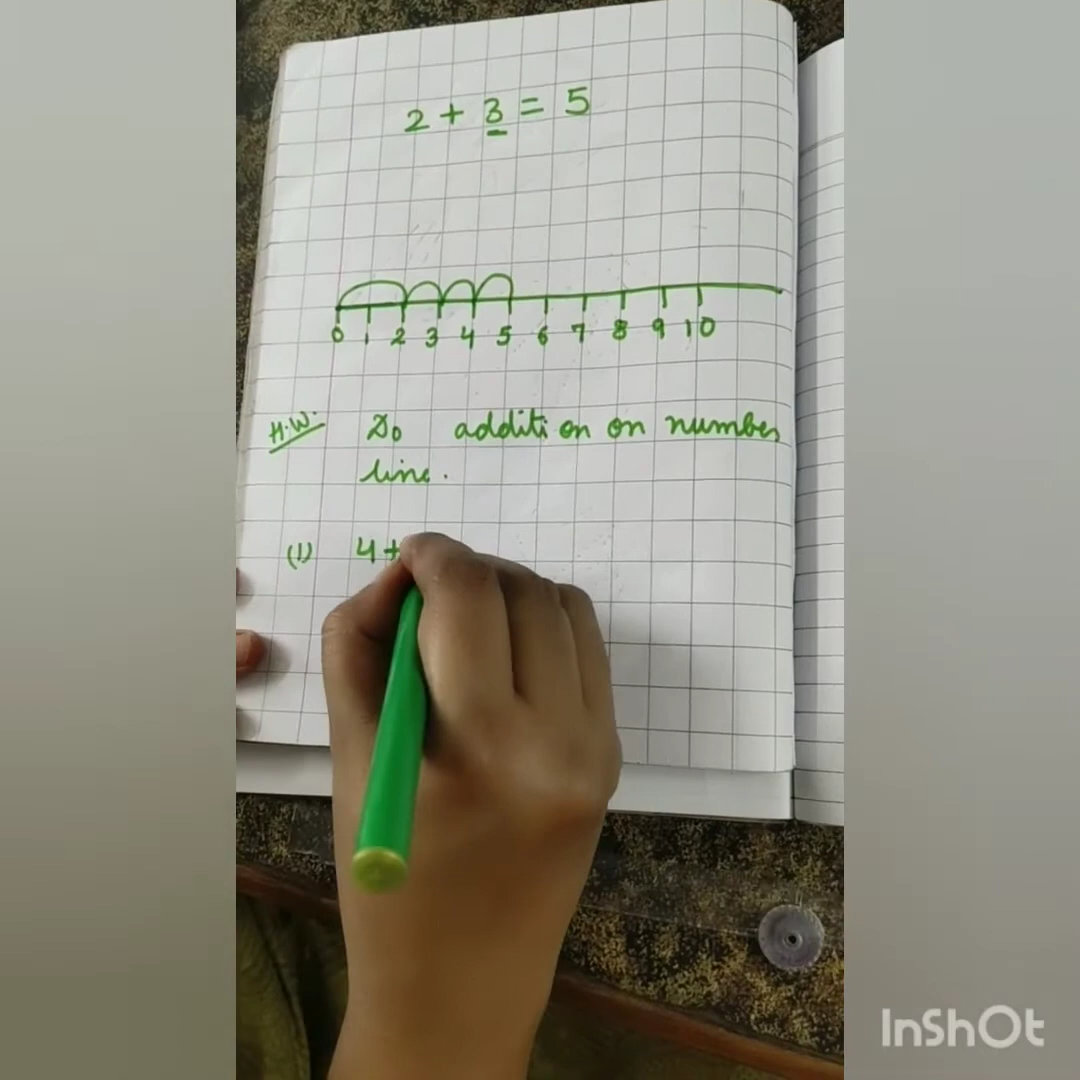 2 + 3 = 5
0 1 2 3 4 5 6 7 8 9 10
H.W. Do addition on number
line.
(1) 4+
InShOt